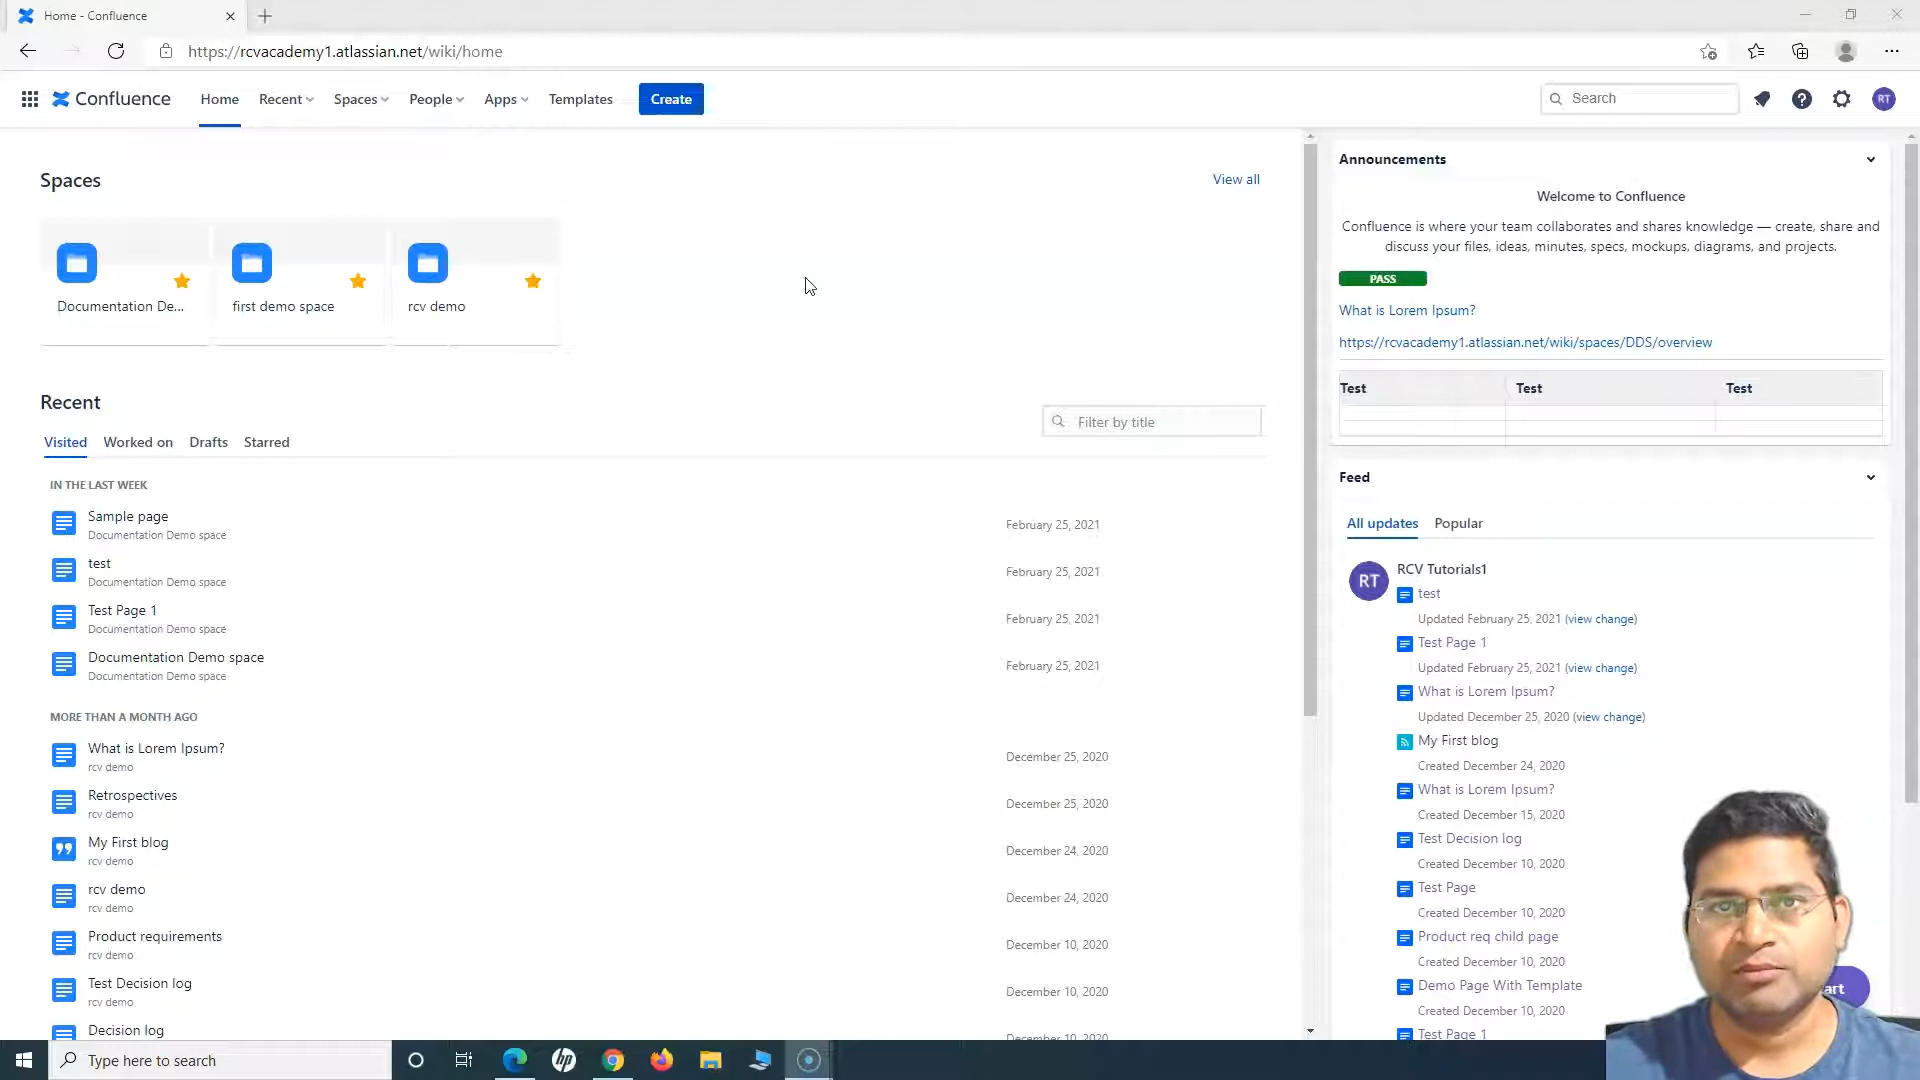 Home - Confluence
https://rcvacademy1.atlassian.net/wiki/home
Confluence Home Recent Spaces People Apps Templates Create Search RT
Spaces View all
Documentation De... first demo space rcv demo
Recent
Filter by title
Visited Worked on Drafts Starred
IN THE LAST WEEK
Sample page
Documentation Demo space
February 25, 2021
test
Documentation Demo space
February 25, 2021
Test Page 1
Documentation Demo space
February 25, 2021
Documentation Demo space
Documentation Demo space
February 25, 2021
MORE THAN A MONTH AGO
What is Lorem Ipsum?
rcv demo
December 25, 2020
Retrospectives
rcv demo
December 25, 2020
My First blog
rcv demo
December 24, 2020
rcv demo
rcv demo
December 24, 2020
Product requirements
rcv demo
December 10, 2020
Test Decision log
rcv demo
December 10, 2020
Decision log
December 10, 2020
Announcements
Welcome to Confluence
Confluence is where your team collaborates and shares knowledge — create, share and
discuss your files, ideas, minutes, specs, mockups, diagrams, and projects.
PASS
What is Lorem Ipsum?
https://rcvacademy1.atlassian.net/wiki/spaces/DDS/overview
Test Test Test
Feed
All updates Popular
RT
RCV Tutorials1
test
Updated February 25, 2021 (view change)
Test Page 1
Updated February 25, 2021 (view change)
What is Lorem Ipsum?
Updated December 25, 2020 (view change)
My First blog
Created December 24, 2020
What is Lorem Ipsum?
Created December 15, 2020
Test Decision log
Created December 10, 2020
Test Page
Created December 10, 2020
Product req child page
Created December 10, 2020
Demo Page With Template
Created December 10, 2020
Test Page 1
Type here to search
hp